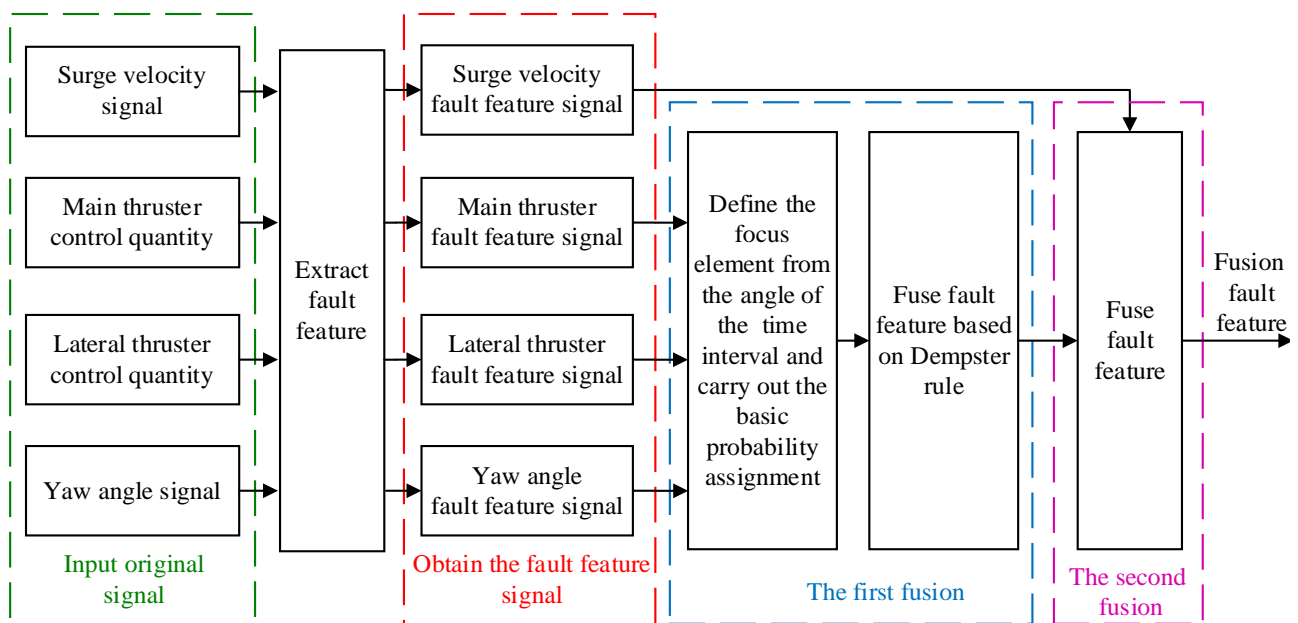 Surge velocity
signal
Main thruster
control quantity
Lateral thruster
control quantity
Yaw angle signal
Input original
signal
Extract
fault
feature
Surge velocity
fault feature signal
Main thruster
fault feature signal
Lateral thruster
fault feature signal
Yaw angle
fault feature signal
Obtain the fault feature
signal
Define the
focus
element from
the angle of
the time
interval and
carry out the
basic
probability
assignment
Fuse fault
feature based
on Dempster
rule
The first fusion
Fuse
fault
feature
The second
fusion
Fusion
fault
feature